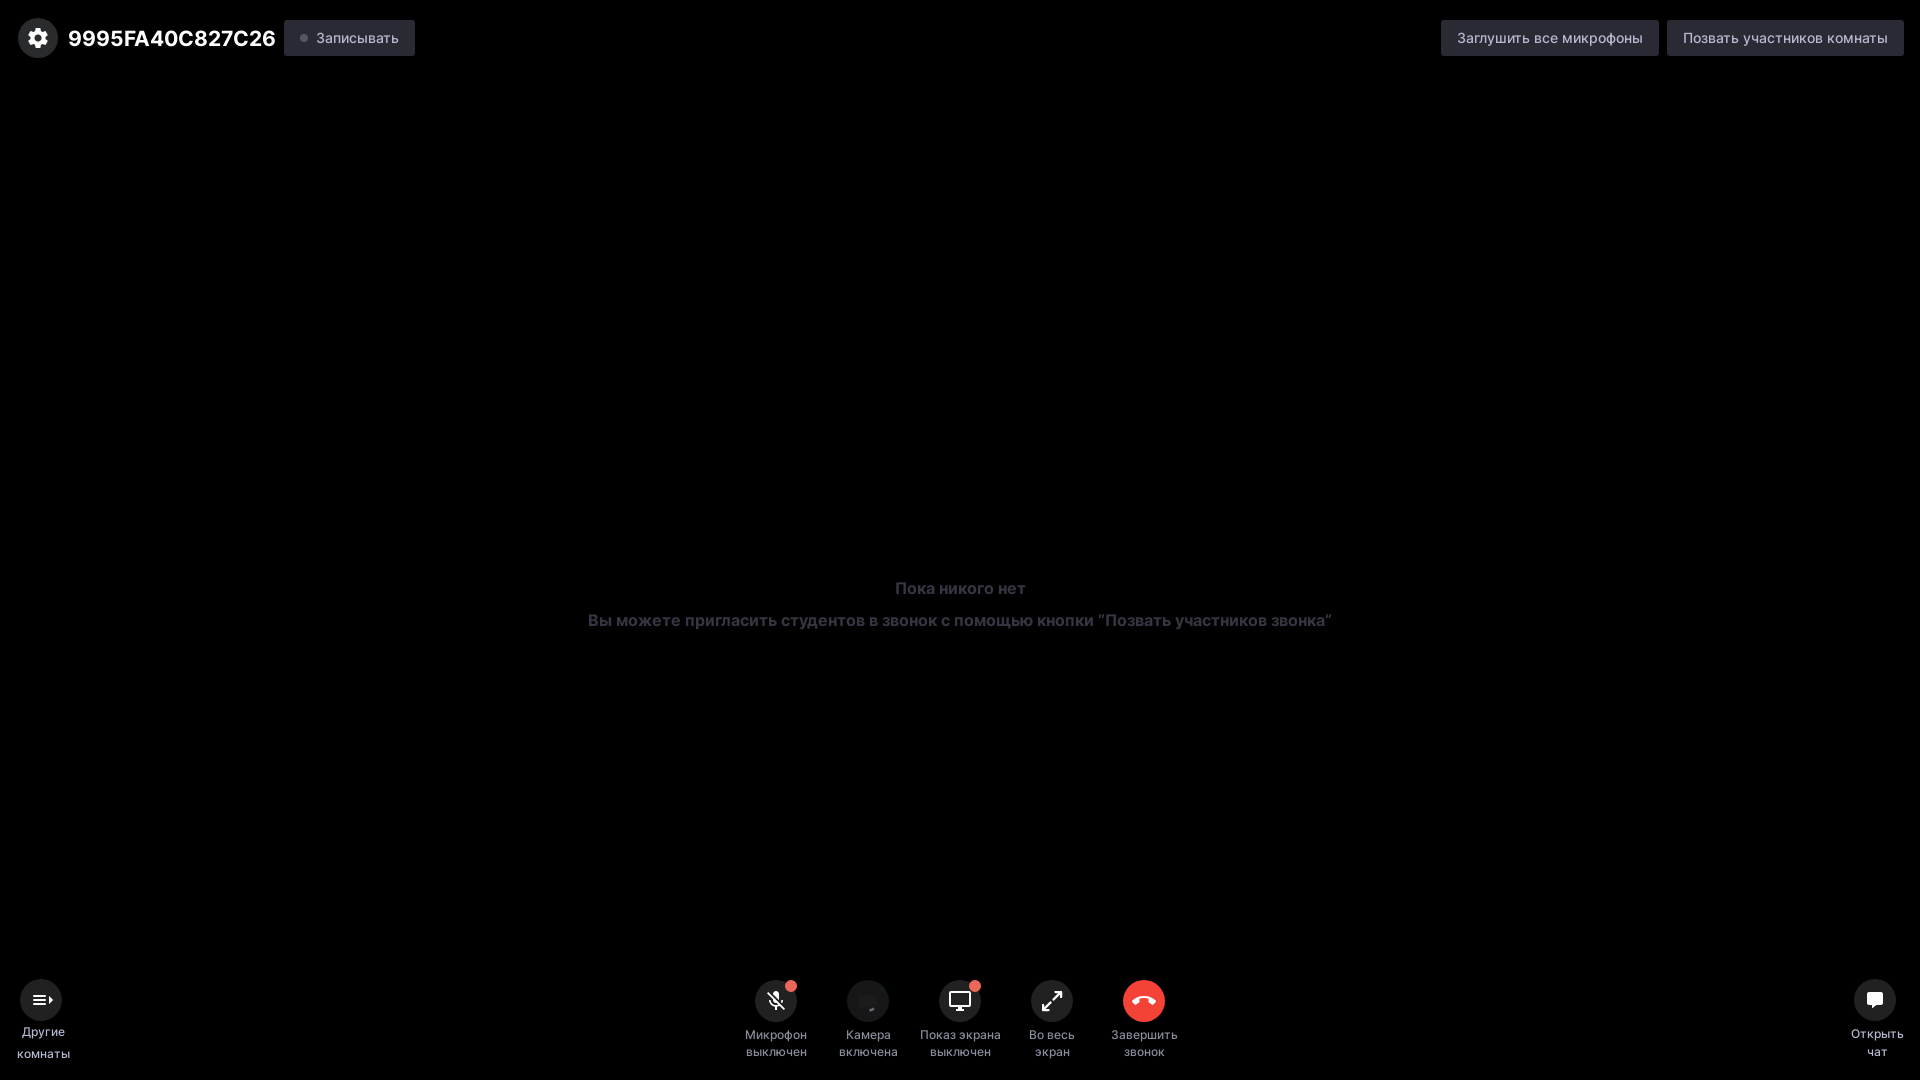 9995FA40C827C26
Записывать
Заглушить все микрофоны
Позвать участников комнаты
Пока никого нет
Вы можете пригласить студентов в звонок с помощью кнопки “Позвать участников звонка”
Другие
комнаты
Микрофон
выключен
Камера
включена
Показ экрана
выключен
Во весь
экран
Завершить
звонок
Открыть
чат